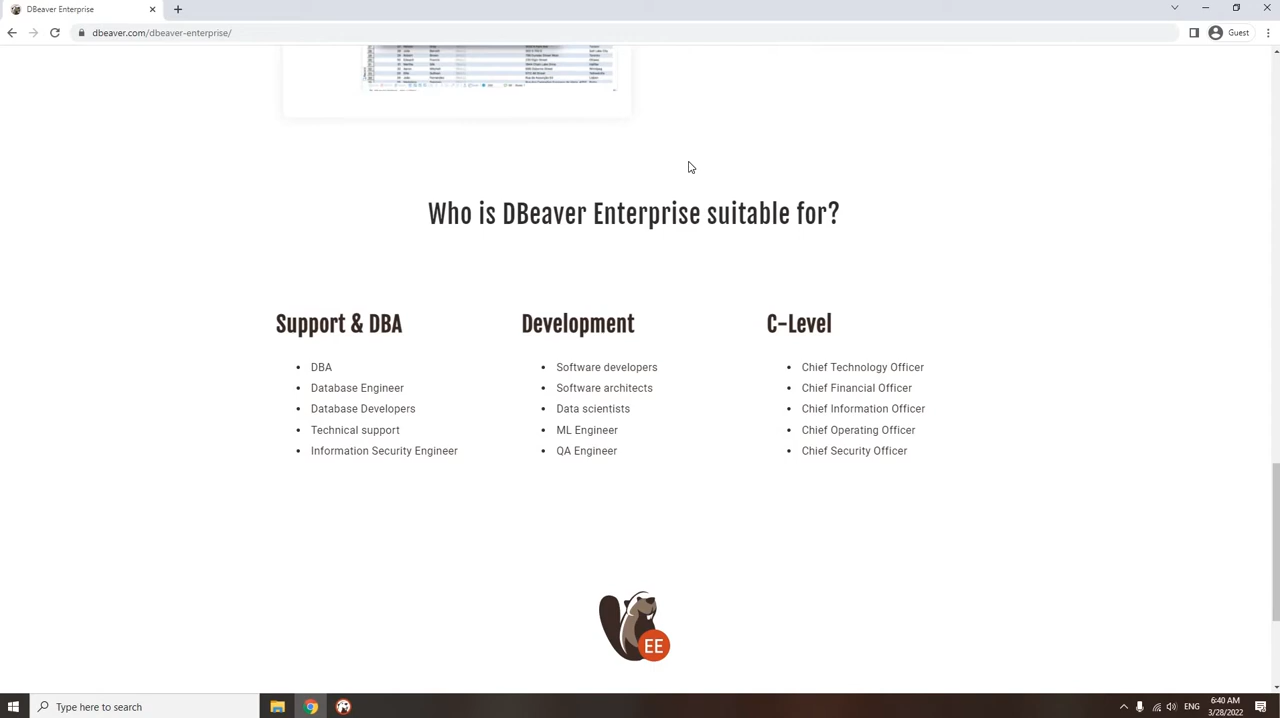 DBeaver Enterprise
dbeaver.com/dbeaver-enterprise/
Guest
Who is DBeaver Enterprise suitable for?
Support & DBA
DBA
Database Engineer
Database Developers
Technical support
Information Security Engineer
Development
Software developers
Software architects
Data scientists
ML Engineer
QA Engineer
C-Level
Chief Technology Officer
Chief Financial Officer
Chief Information Officer
Chief Operating Officer
Chief Security Officer
EE
Type here to search
ENG
6:40 AM
3/28/2022